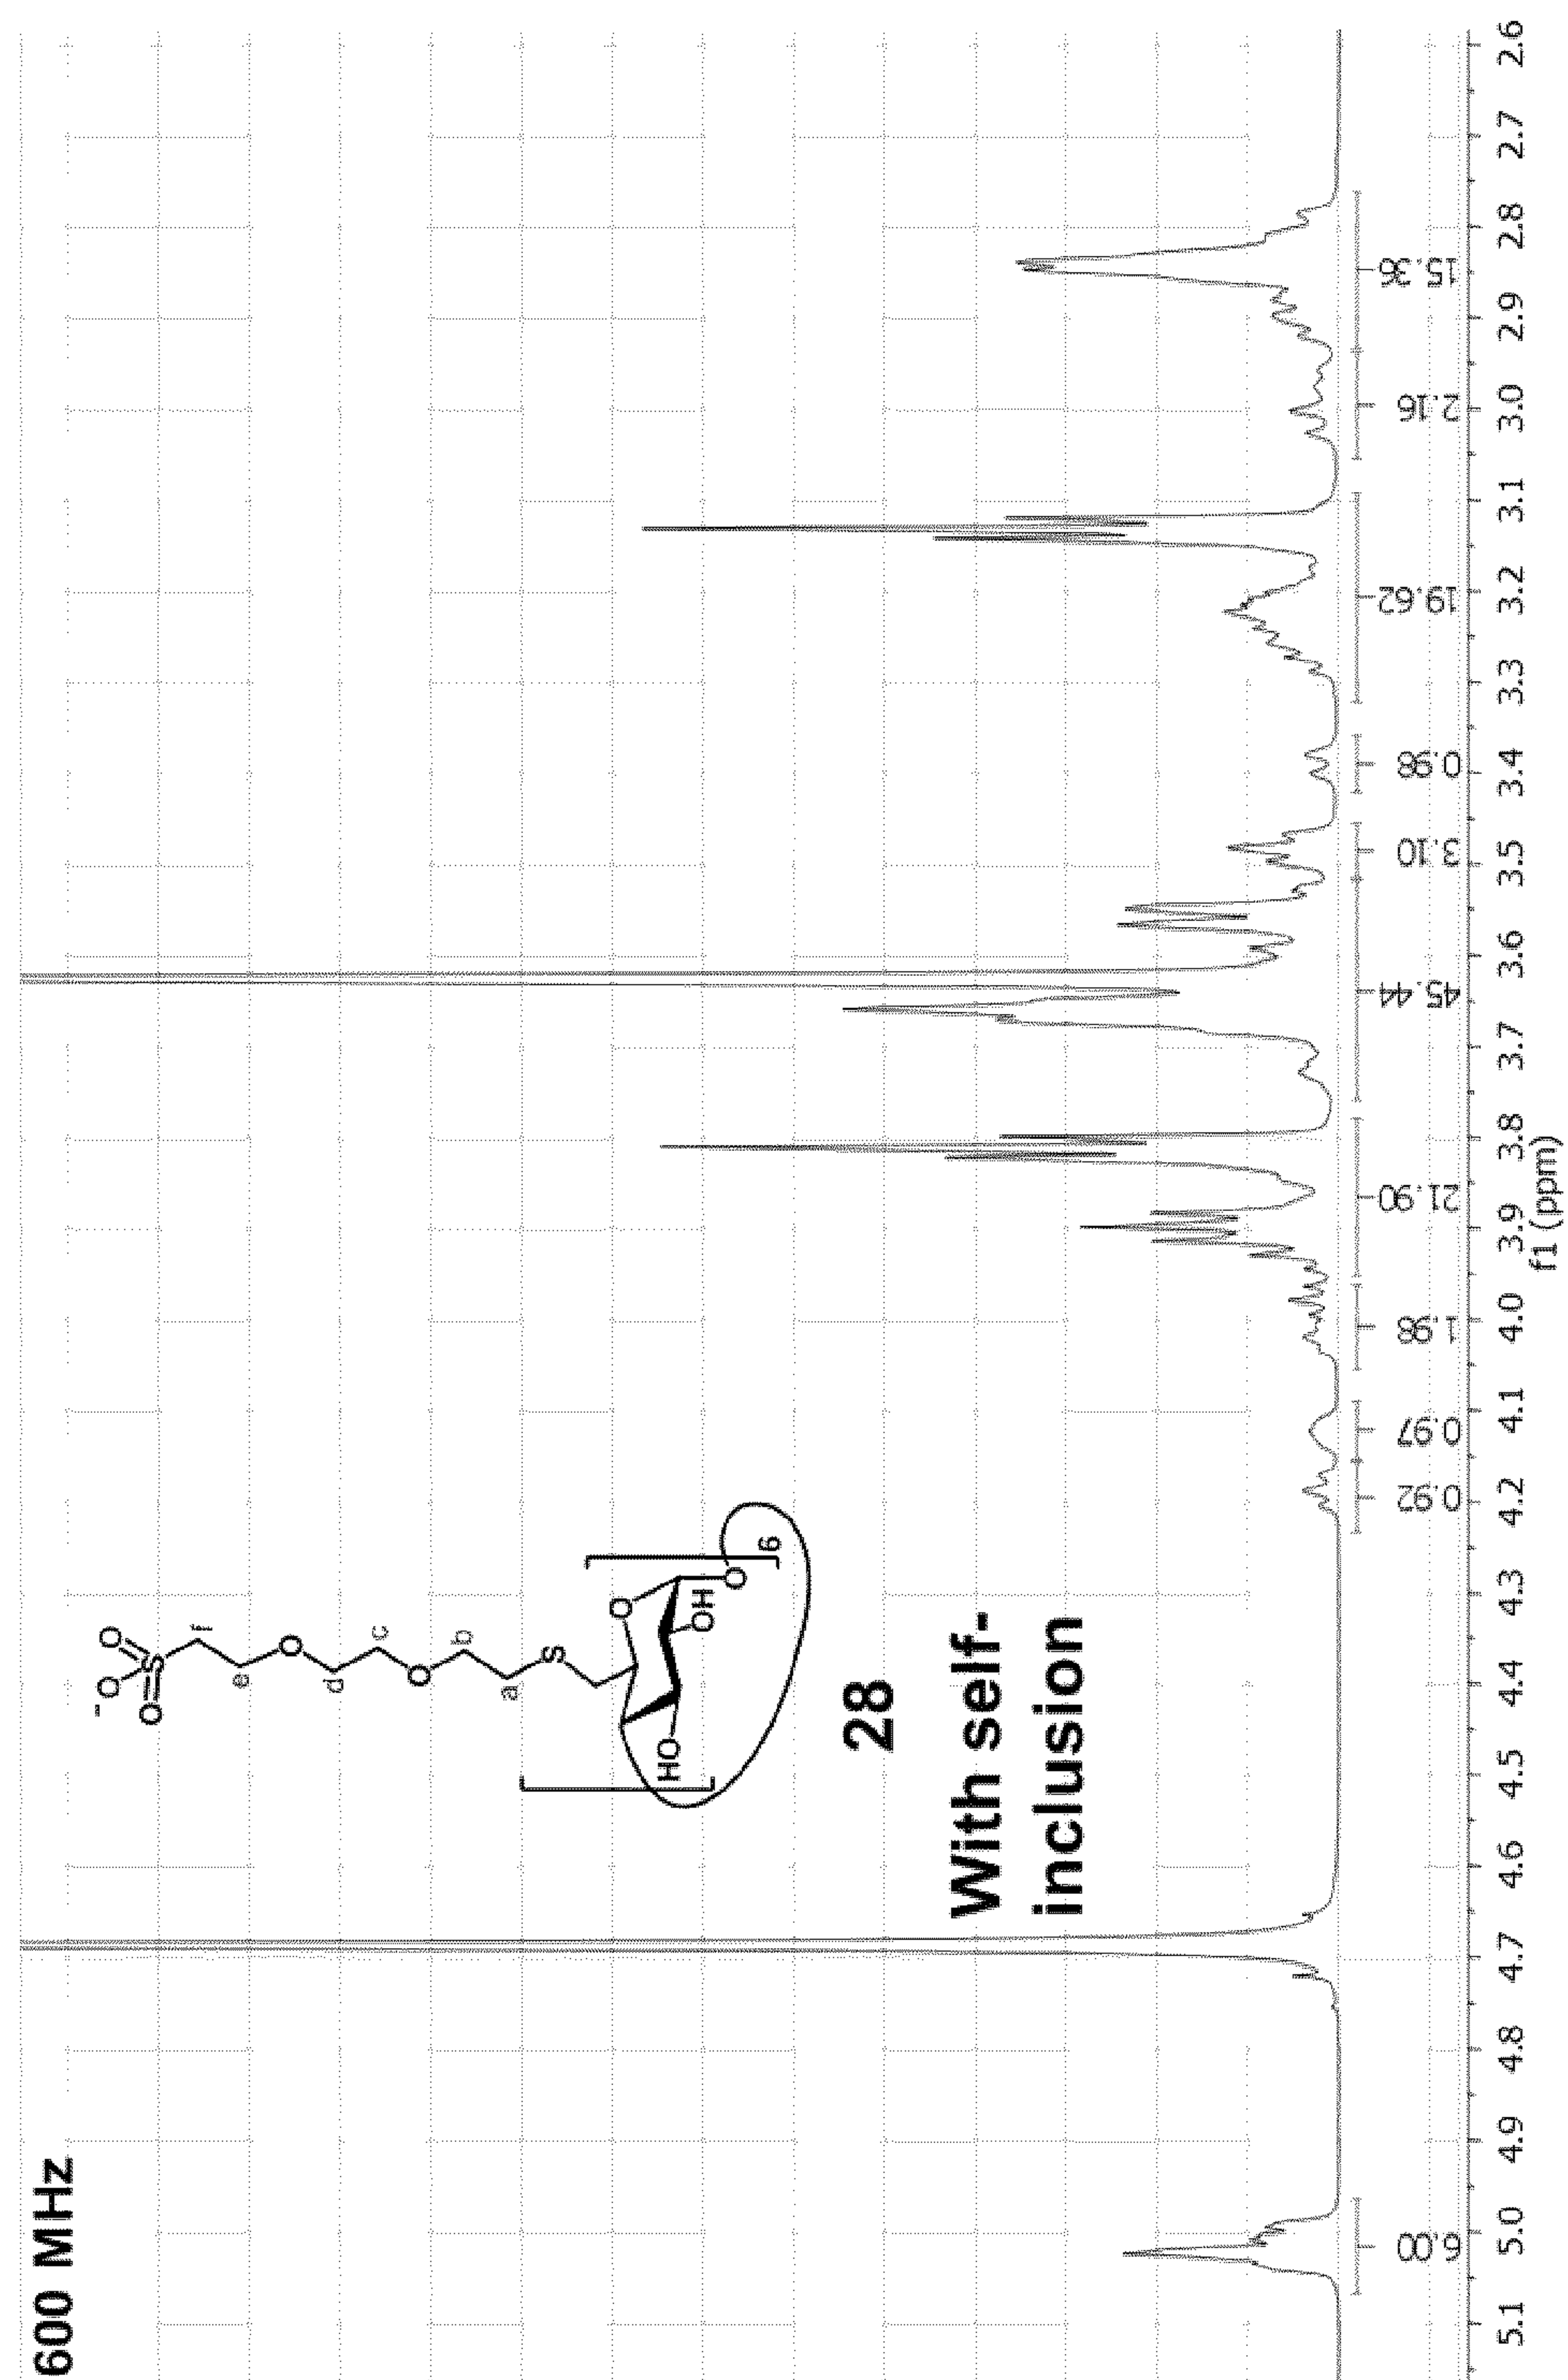 600 MHz
O
O
-O
S
O
f
e
O
d
c
O
b
a
S
O
HO
OH
O
6
28
With self-
inclusion
6.00
0.92
0.97
1.98
21.90
45.44
3.10
0.98
19.62
2.16
15.36
5.1 5.0 4.9 4.8 4.7 4.6 4.5 4.4 4.3 4.2 4.1 4.0 3.9 3.8 3.7 3.6 3.5 3.4 3.3 3.2 3.1 3.0 2.9 2.8 2.7 2.6
f1 (ppm)